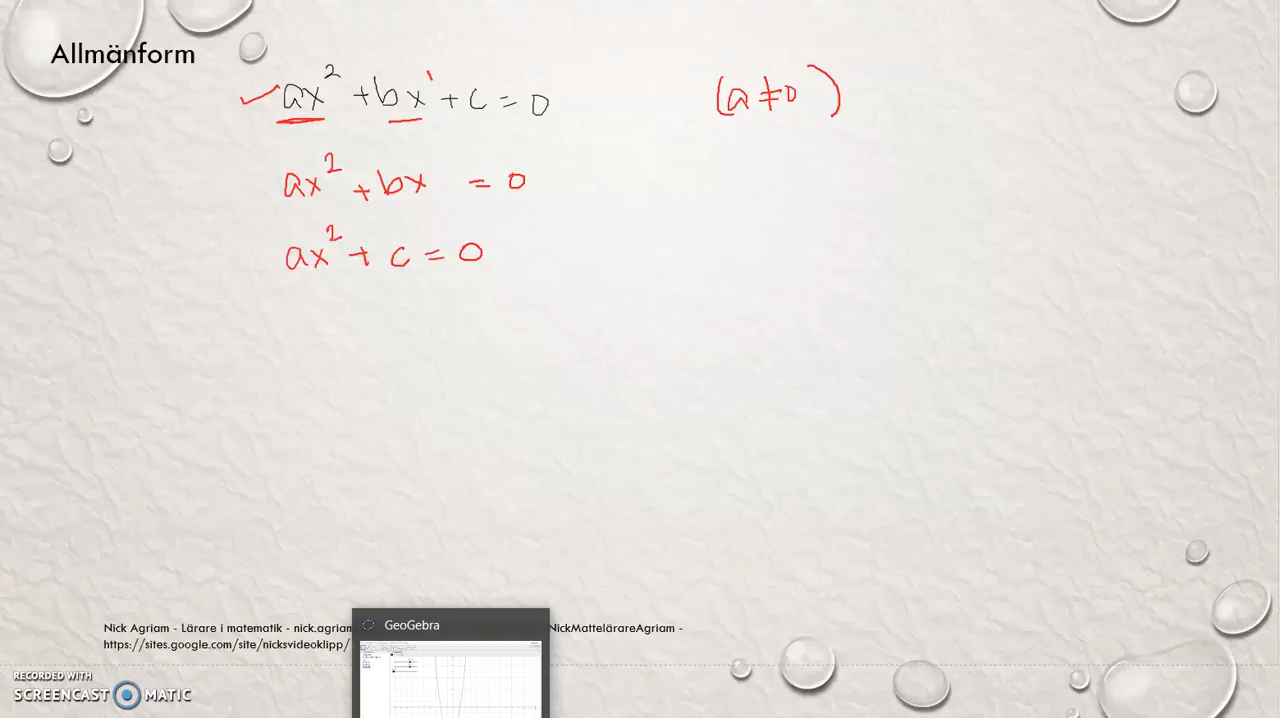 Allmänform
ax² + bx' + c = 0 (a ≠ 0)
ax² + bx = 0
ax² + c = 0
GeoGebra
Nick Agriam - Lärare i matematik - nick.agriam NickMattelärareAgriam -
https://sites.google.com/site/nicksvideoklipp/
RECORDED WITH
SCREENCAST MATIC